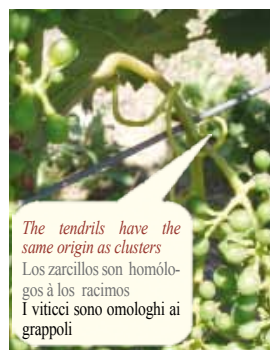 The tendrils have the
same origin as clusters
Los zarcillos son homólo-
gos à los racimos
I viticci sono omologhi ai
grappoli